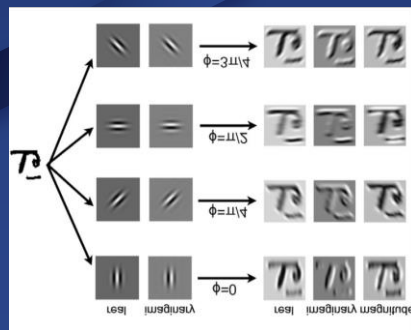 ϕ=3π/4
ϕ=π/2
ϕ=π/4
ϕ=0
real imaginary real imaginary magnitude